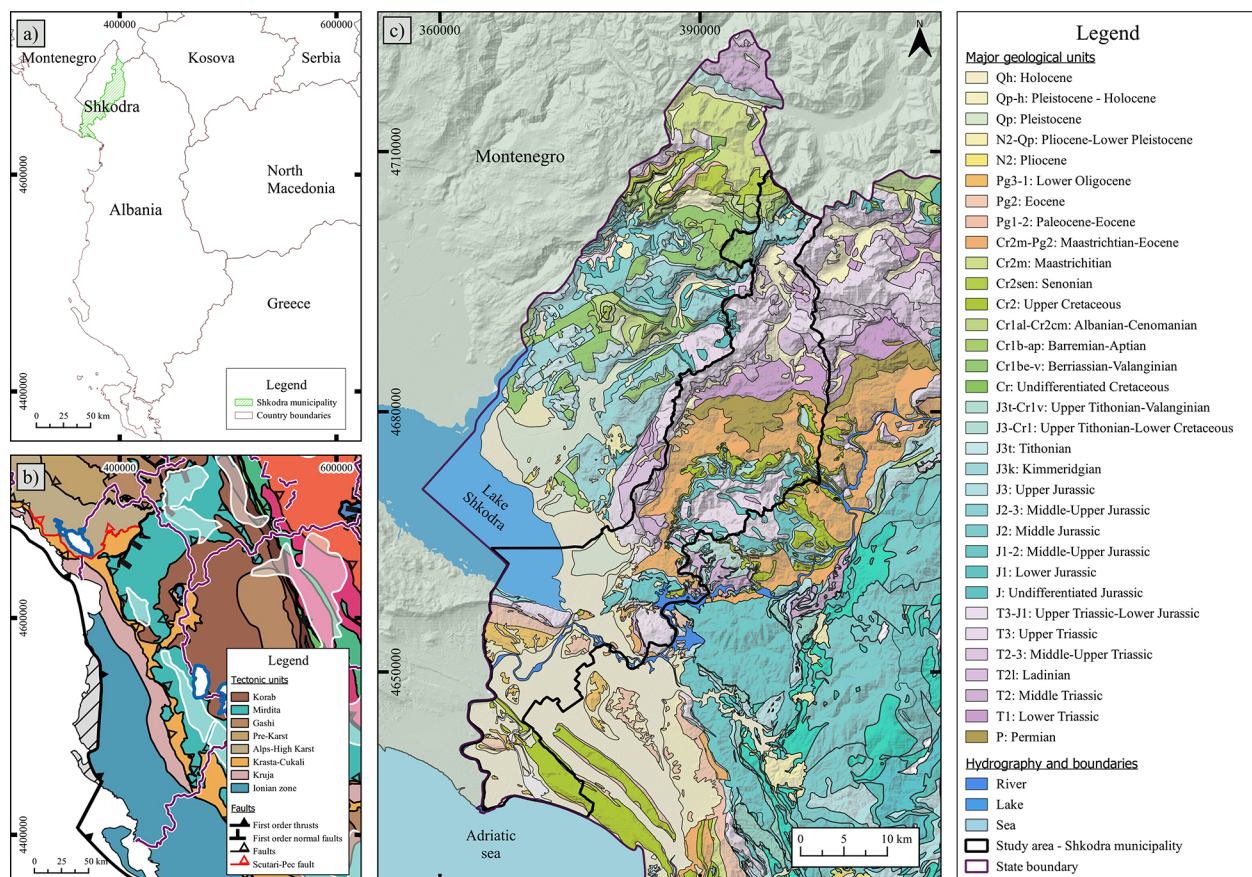 a)
400000
600000
Montenegro
Kosova
Serbia
Shkodra
4600000
North
Macedonia
Albania
Greece
4400000
0 25 50 km
Legend
Shkodra municipality
Country boundaries
b)
400000
600000
4600000
4400000
0 25 50 km
Legend
Tectonic units
Korab
Mirdita
Gashi
Pre-Karst
Alps-High Karst
Krasta-Cukali
Kruja
Ionian zone
Faults
First order thrusts
First order normal faults
Faults
Scutari-Pec fault
c)
360000
390000
N
Montenegro
4710000
4680000
Lake
Shkodra
4650000
Adriatic
sea
0 5 10 km
Legend
Major geological units
Qh: Holocene
Qp-h: Pleistocene - Holocene
Qp: Pleistocene
N2-Qp: Pliocene-Lower Pleistocene
N2: Pliocene
Pg3-1: Lower Oligocene
Pg2: Eocene
Pg1-2: Paleocene-Eocene
Cr2m-Pg2: Maastrichtian-Eocene
Cr2m: Maastrichitian
Cr2sen: Senonian
Cr2: Upper Cretaceous
Cr1al-Cr2cm: Albanian-Cenomanian
Cr1b-ap: Barremian-Aptian
Cr1be-v: Berriassian-Valanginian
Cr: Undifferentiated Cretaceous
J3t-Cr1v: Upper Tithonian-Valanginian
J3-Cr1: Upper Tithonian-Lower Cretaceous
J3t: Tithonian
J3k: Kimmeridgian
J3: Upper Jurassic
J2-3: Middle-Upper Jurassic
J2: Middle Jurassic
J1-2: Middle-Upper Jurassic
J1: Lower Jurassic
J: Undifferentiated Jurassic
T3-J1: Upper Triassic-Lower Jurassic
T3: Upper Triassic
T2-3: Middle-Upper Triassic
T2l: Ladinian
T2: Middle Triassic
T1: Lower Triassic
P: Permian
Hydrography and boundaries
River
Lake
Sea
Study area - Shkodra municipality
State boundary